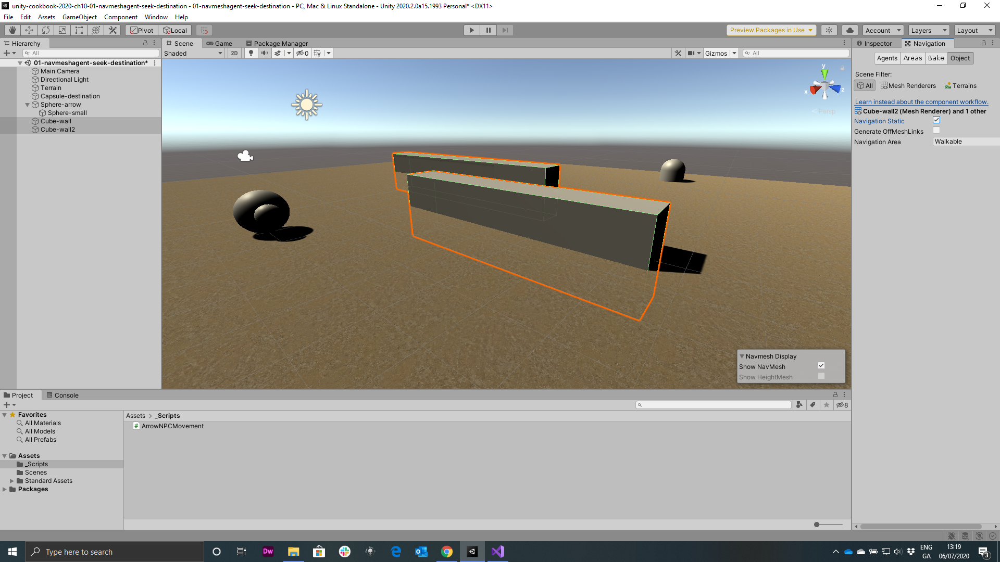 unity-cookbook-2020-ch10-01-navmeshagent-seek-destination - 01-navmeshagent-seek-destination - PC, Mac & Linux Standalone - Unity 2020.2.0a15.1993 Personal* <DX11>
File Edit Assets GameObject Component Window Help
Pivot Local Preview Packages in Use Account Layers Layout
Hierarchy
All
01-navmeshagent-seek-destination*
Main Camera
Directional Light
Terrain
Capsule-destination
Sphere-arrow
Sphere-small
Cube-wall
Cube-wall2
Scene Game Package Manager
Shaded 2D 0 Gizmos All
y
x z
Persp
Navmesh Display
Show NavMesh
Show HeightMesh
Inspector Navigation
Agents Areas Bake Object
Scene Filter:
All Mesh Renderers Terrains
Learn instead about the component workflow.
Cube-wall2 (Mesh Renderer) and 1 other
Navigation Static
Generate OffMeshLinks
Navigation Area Walkable
Project Console
8
Favorites
All Materials
All Models
All Prefabs
Assets
_Scripts
Scenes
Standard Assets
Packages
Assets > _Scripts
# ArrowNPCMovement
Type here to search
Dw
ENG
GA
13:19
06/07/2020
3